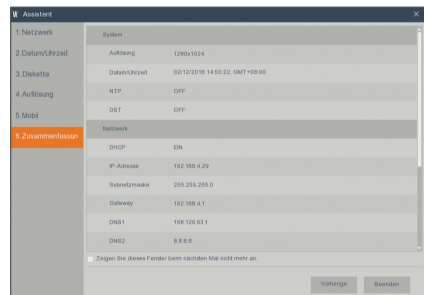 Assistent
1.Netzwerk
2.Datum/Uhrzeit
3.Diskette
4.Auflösung
5.Mobil
6.Zusammenfassun
System
Auflösung 1280x1024
Datum/Uhrzeit 02/12/2018 14:55:22, GMT+08:00
NTP OFF
DST OFF
Netzwerk
DHCP EIN
IP-Adresse 192.168.4.29
Subnetzmaske 255.255.255.0
Gateway 192.168.4.1
DNS1 168.126.63.1
DNS2 8.8.8.8
Zeigen Sie dieses Fenster beim nächsten Mal nicht mehr an.
Vorherige Beenden